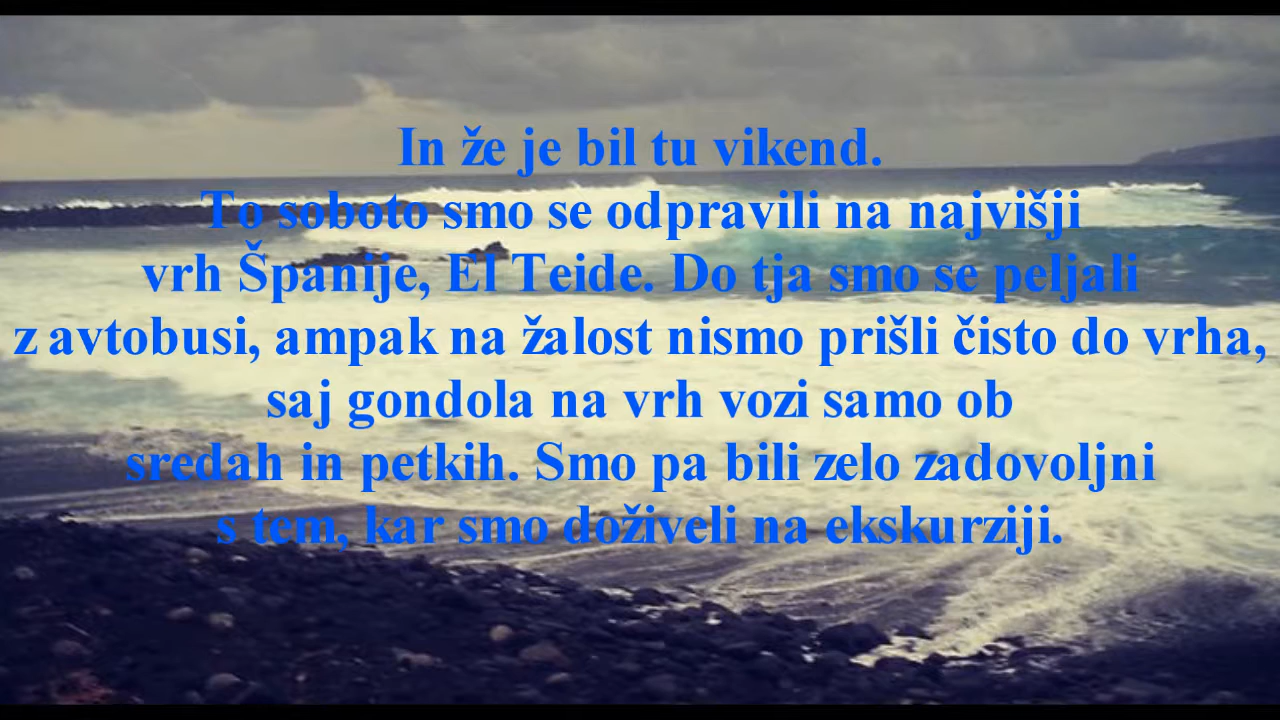 In že je bil tu vikend.
To soboto smo se odpravili na najvišji
vrh Španije, El Teide. Do tja smo se peljali
z avtobusi, ampak na žalost nismo prišli čisto do vrha,
saj gondola na vrh vozi samo ob
sredah in petkih. Smo pa bili zelo zadovoljni
s tem, kar smo doživeli na ekskurziji.